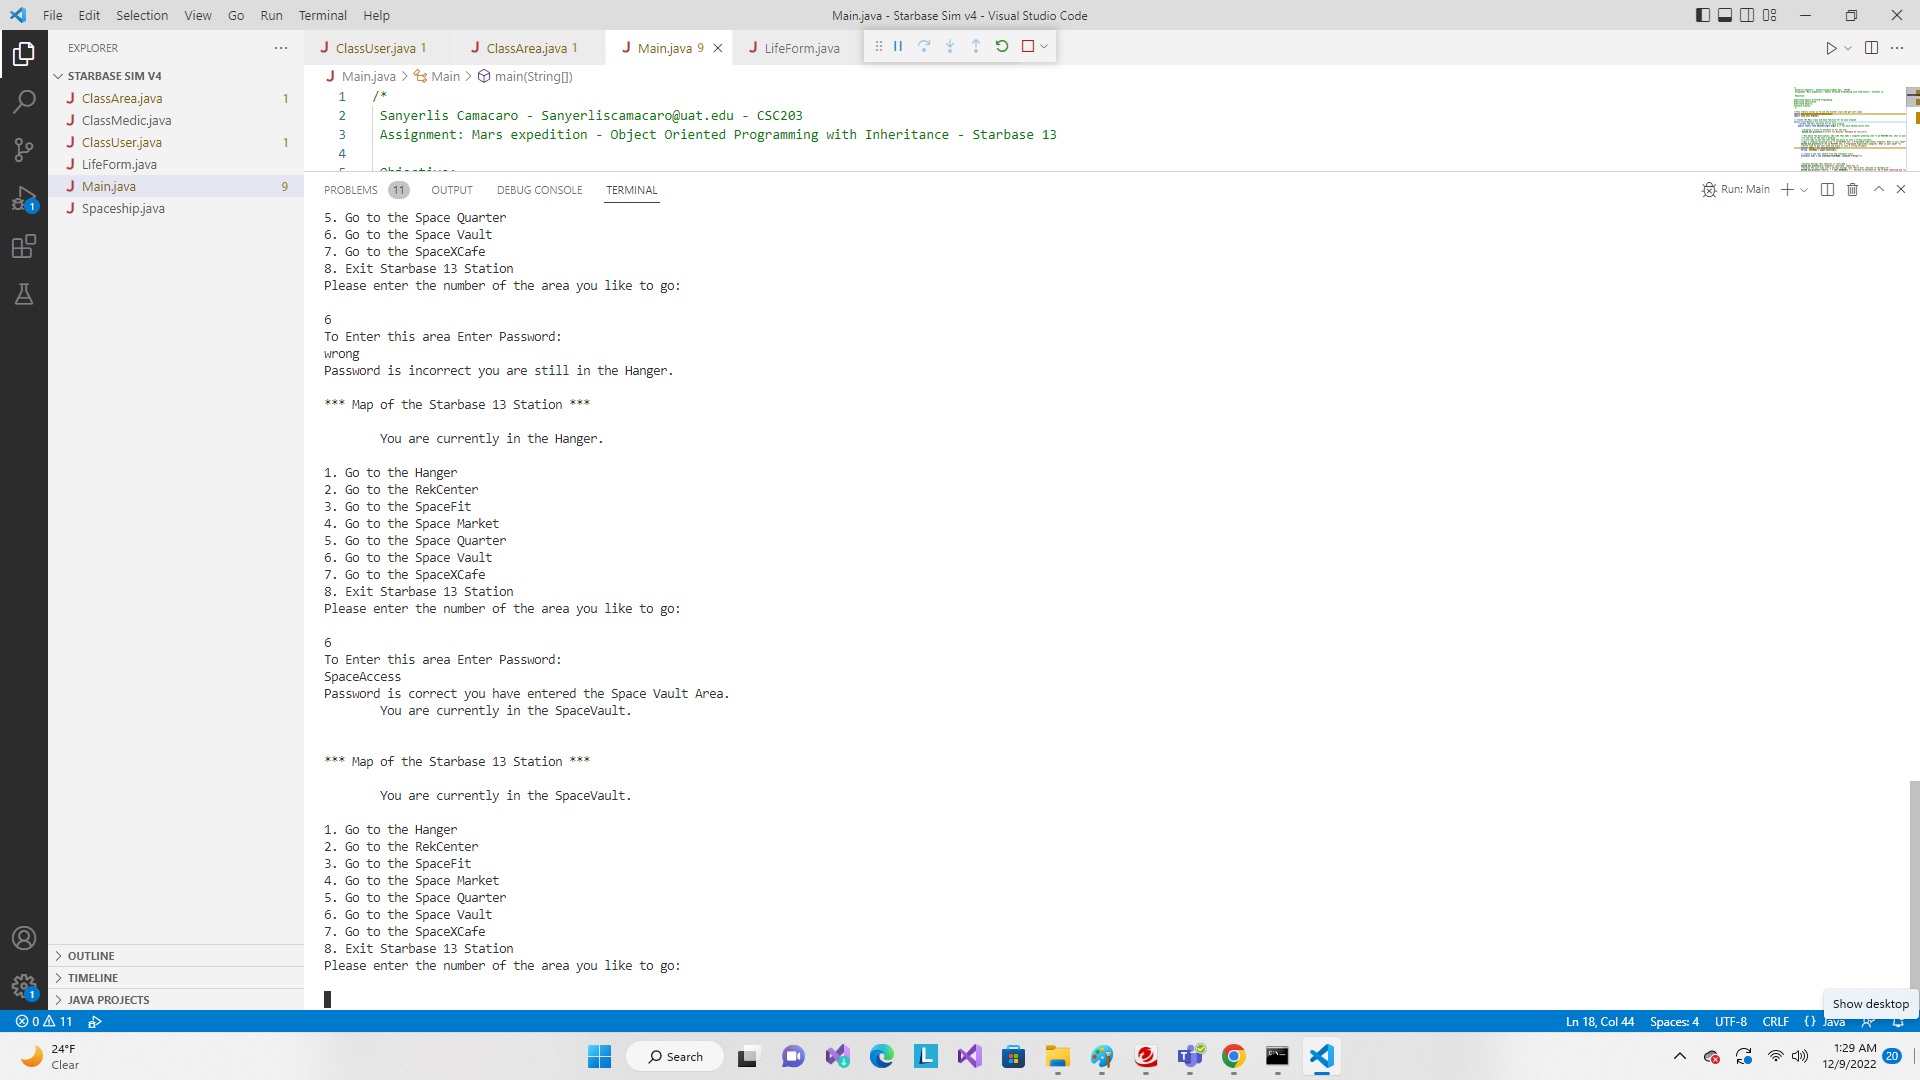 File Edit Selection View Go Run Terminal Help
Main.java - Starbase Sim v4 - Visual Studio Code
EXPLORER
ClassUser.java 1
ClassArea.java 1
Main.java 9
LifeForm.java
STARBASE SIM V4
ClassArea.java 1
ClassMedic.java
ClassUser.java 1
LifeForm.java
Main.java 9
Spaceship.java
Main.java > Main > main(String[])
1 /*
2 Sanyerlis Camacaro - Sanyerliscamacaro@uat.edu - CSC203
3 Assignment: Mars expedition - Object Oriented Programming with Inheritance - Starbase 13
4
5 Objective:
PROBLEMS 11 OUTPUT DEBUG CONSOLE TERMINAL
Run: Main
5. Go to the Space Quarter
6. Go to the Space Vault
7. Go to the SpaceXCafe
8. Exit Starbase 13 Station
Please enter the number of the area you like to go:
6
To Enter this area Enter Password:
wrong
Password is incorrect you are still in the Hanger.
*** Map of the Starbase 13 Station ***
You are currently in the Hanger.
1. Go to the Hanger
2. Go to the RekCenter
3. Go to the SpaceFit
4. Go to the Space Market
5. Go to the Space Quarter
6. Go to the Space Vault
7. Go to the SpaceXCafe
8. Exit Starbase 13 Station
Please enter the number of the area you like to go:
6
To Enter this area Enter Password:
SpaceAccess
Password is correct you have entered the Space Vault Area.
You are currently in the SpaceVault.
*** Map of the Starbase 13 Station ***
You are currently in the SpaceVault.
1. Go to the Hanger
2. Go to the RekCenter
3. Go to the SpaceFit
4. Go to the Space Market
5. Go to the Space Quarter
6. Go to the Space Vault
7. Go to the SpaceXCafe
8. Exit Starbase 13 Station
Please enter the number of the area you like to go:
OUTLINE
TIMELINE
JAVA PROJECTS
1
1
Show desktop
0 11
Ln 18, Col 44 Spaces: 4 UTF-8 CRLF {} Java
24°F
Clear
Search
1:29 AM
12/9/2022
20